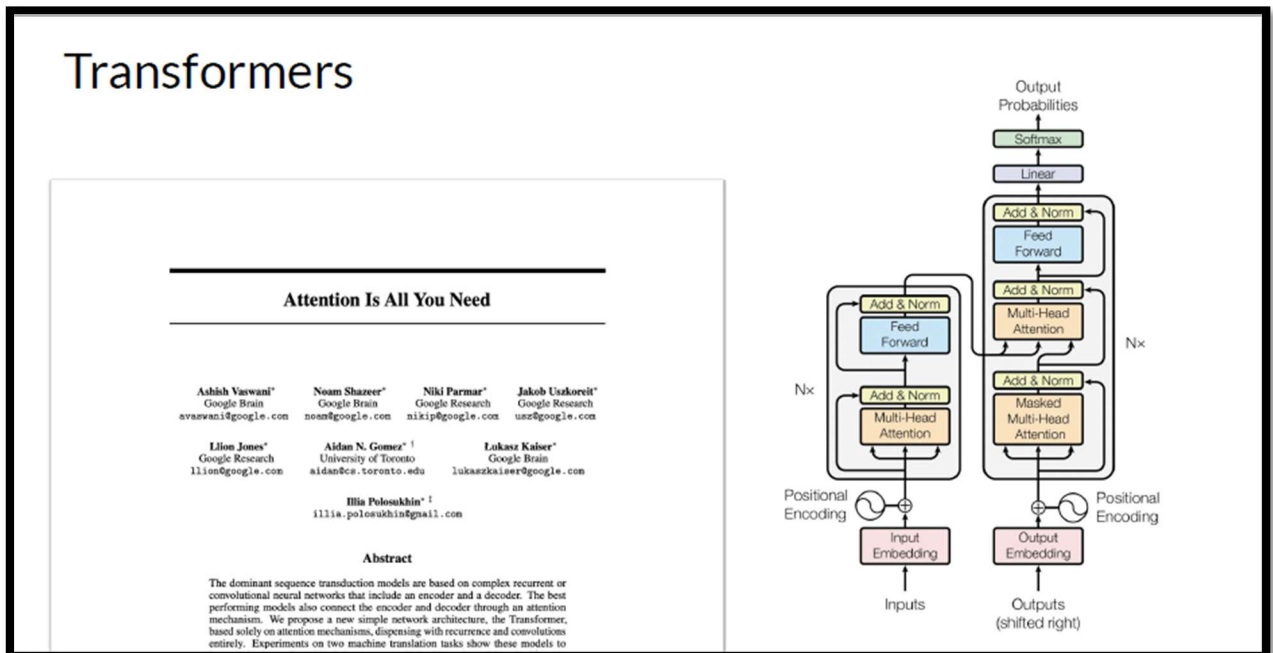 Transformers
Attention Is All You Need
Ashish Vaswani* Noam Shazeer* Niki Parmar* Jakob Uszkoreit*
Google Brain Google Brain Google Research Google Research
avaswani@google.com noam@google.com nikip@google.com usz@google.com
Llion Jones* Aidan N. Gomez* † Łukasz Kaiser*
Google Research University of Toronto Google Brain
llion@google.com aidan@cs.toronto.edu lukaszkaiser@google.com
Illia Polosukhin* ‡
illia.polosukhin@gmail.com
Abstract
The dominant sequence transduction models are based on complex recurrent or
convolutional neural networks that include an encoder and a decoder. The best
performing models also connect the encoder and decoder through an attention
mechanism. We propose a new simple network architecture, the Transformer,
based solely on attention mechanisms, dispensing with recurrence and convolutions
entirely. Experiments on two machine translation tasks show these models to
Output
Probabilities
Softmax
Linear
Add & Norm
Feed
Forward
Add & Norm
Multi-Head
Attention
Add & Norm
Masked
Multi-Head
Attention
N×
Add & Norm
Feed
Forward
Add & Norm
Multi-Head
Attention
N×
Positional
Encoding
Positional
Encoding
Input
Embedding
Output
Embedding
Inputs
Outputs
(shifted right)